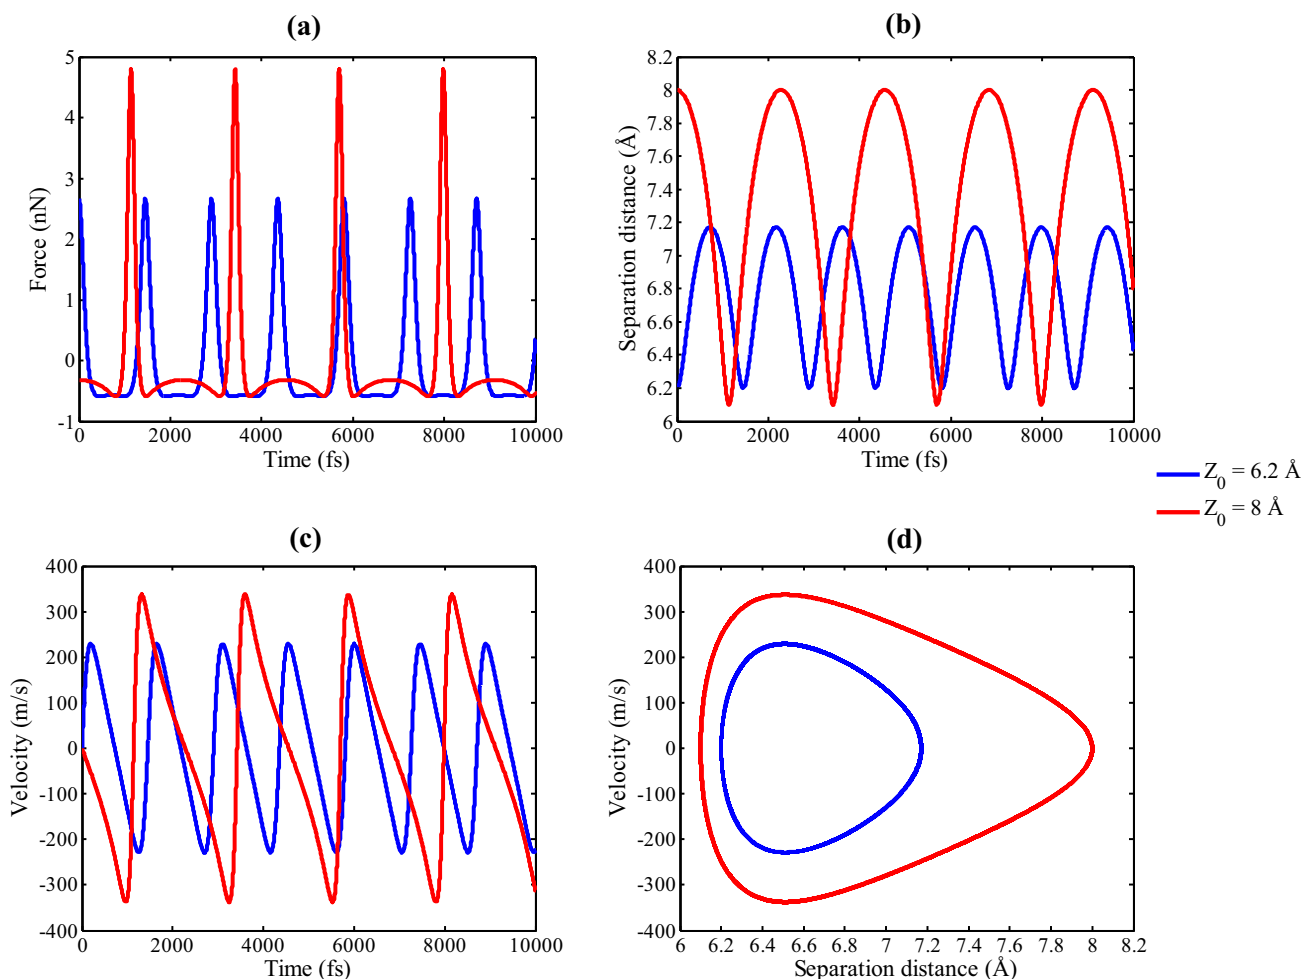 (a)
5
4
3
2
1
0
-1
Force (nN)
0 2000 4000 6000 8000 10000
Time (fs)
(b)
8.2
8
7.8
7.6
7.4
7.2
7
6.8
6.6
6.4
6.2
6
Separation distance (Å)
0 2000 4000 6000 8000 10000
Time (fs)
Z0 = 6.2 Å
Z0 = 8 Å
(c)
400
300
200
100
0
-100
-200
-300
-400
Velocity (m/s)
0 2000 4000 6000 8000 10000
Time (fs)
(d)
400
300
200
100
0
-100
-200
-300
-400
Velocity (m/s)
6 6.2 6.4 6.6 6.8 7 7.2 7.4 7.6 7.8 8 8.2
Separation distance (Å)